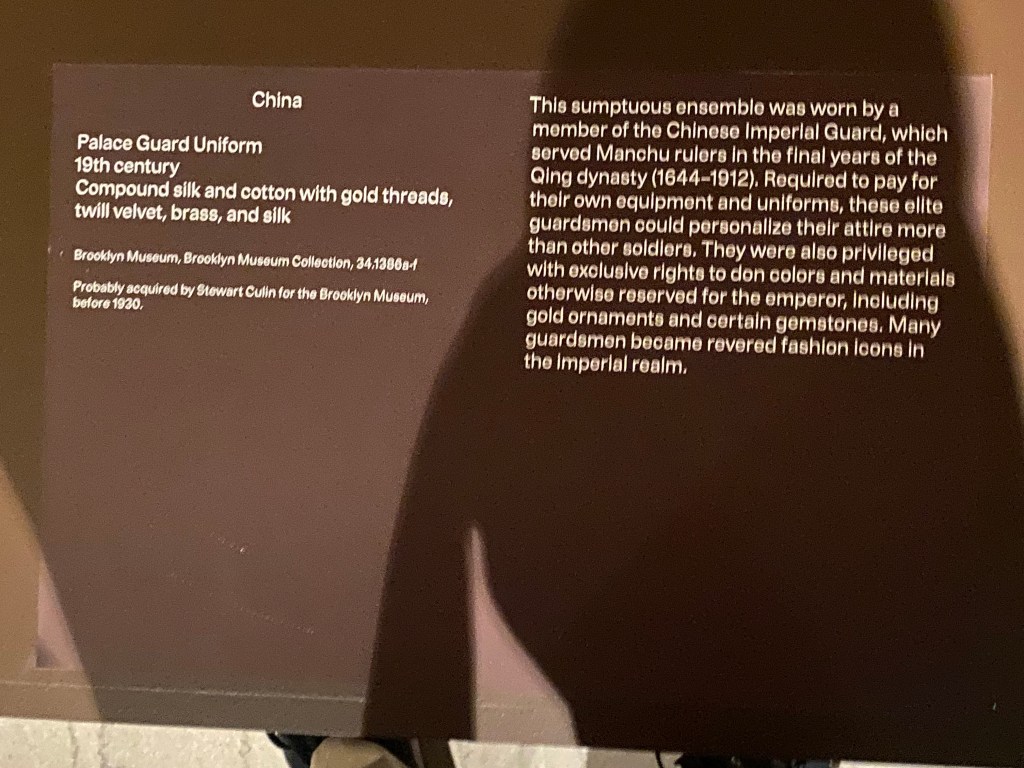 China
Palace Guard Uniform
19th century
Compound silk and cotton with gold threads,
twill velvet, brass, and silk
Brooklyn Museum, Brooklyn Museum Collection, 34.1386a-f
Probably acquired by Stewart Culin for the Brooklyn Museum,
before 1930.
This sumptuous ensemble was worn by a
member of the Chinese Imperial Guard, which
served Manchu rulers in the final years of the
Qing dynasty (1644–1912). Required to pay for
their own equipment and uniforms, these elite
guardsmen could personalize their attire more
than other soldiers. They were also privileged
with exclusive rights to don colors and materials
otherwise reserved for the emperor, including
gold ornaments and certain gemstones. Many
guardsmen became revered fashion icons in
the imperial realm.